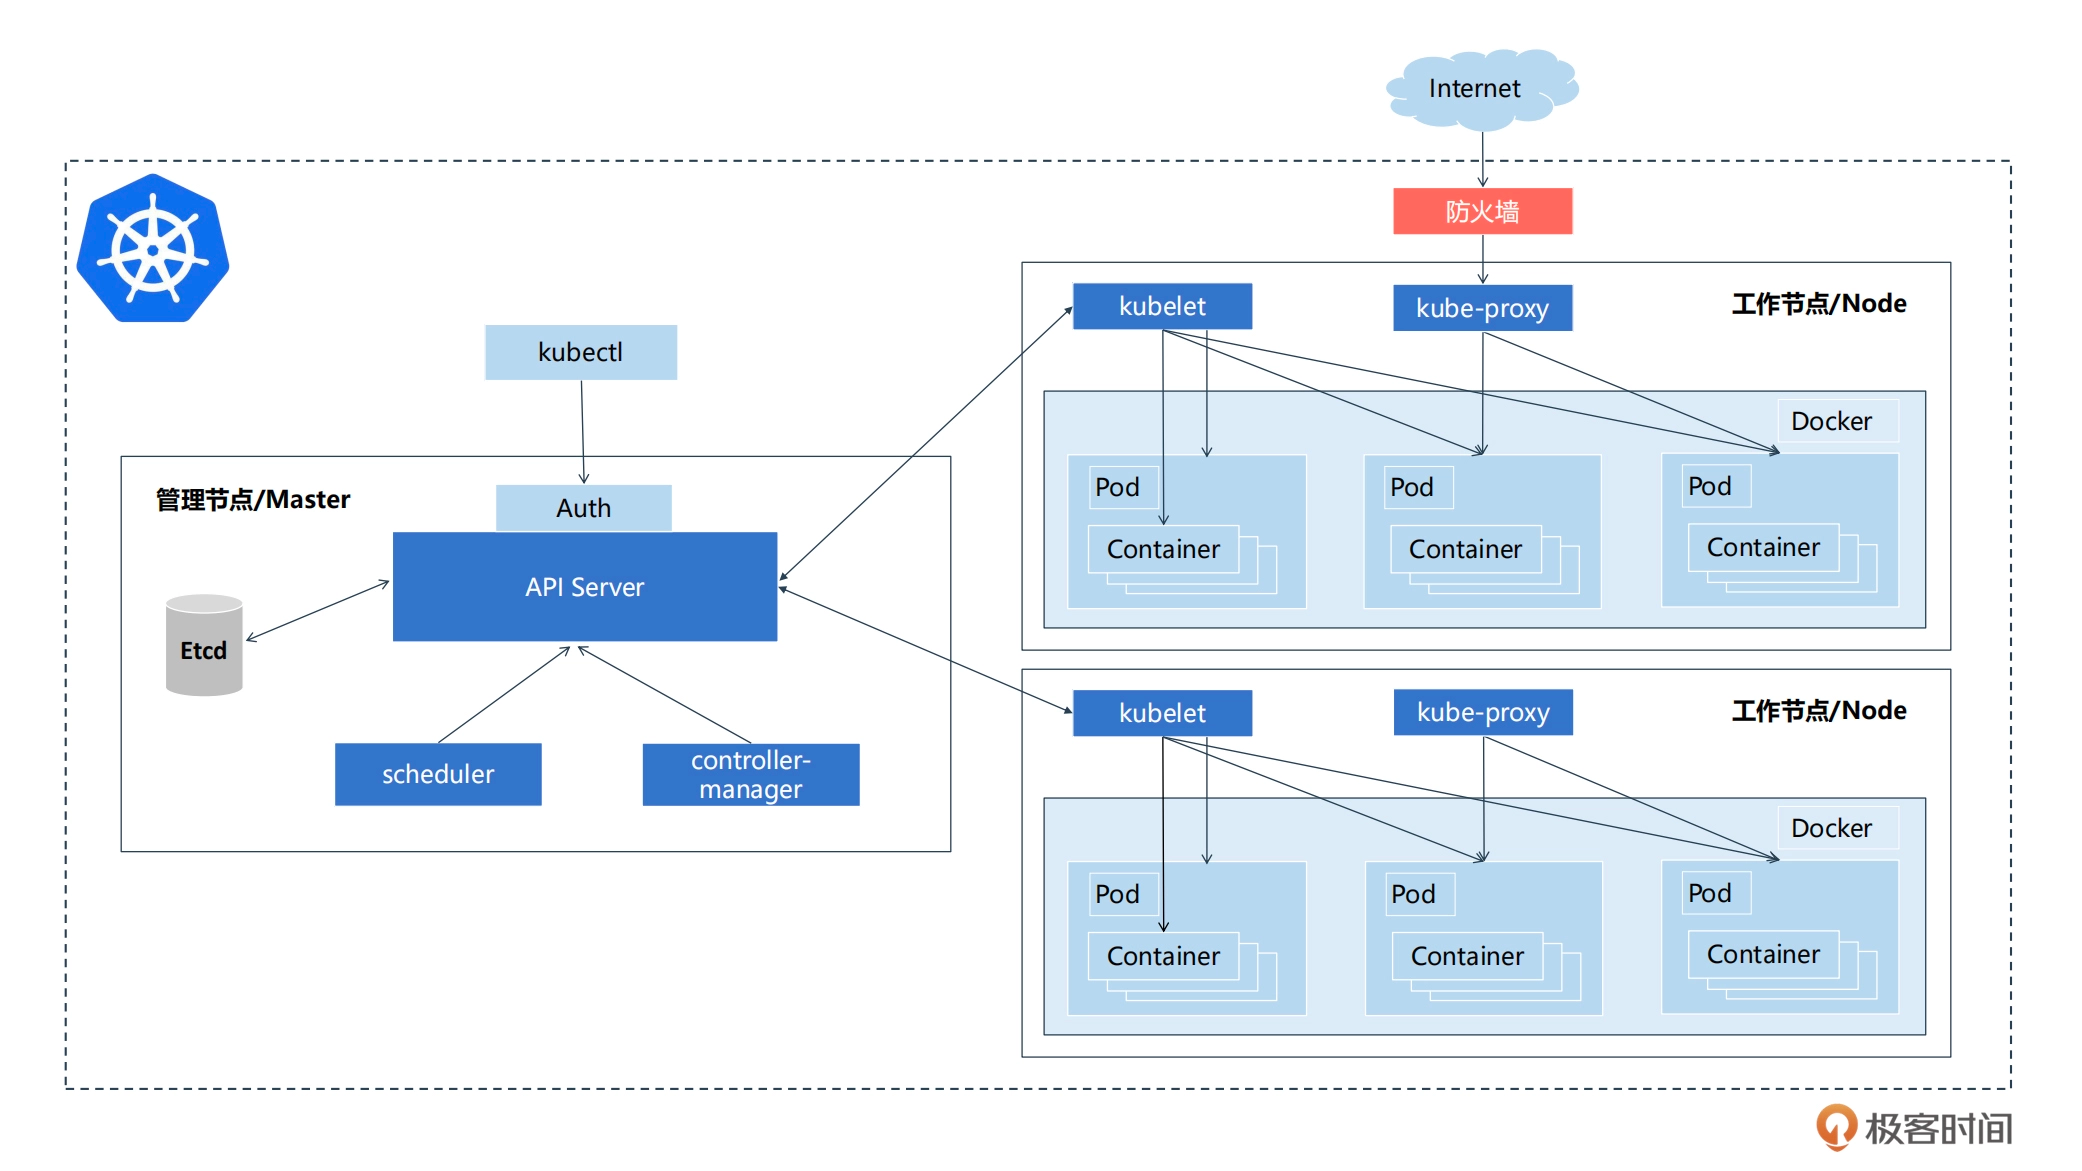 Internet
防火墙
kubelet
kube-proxy
工作节点/Node
kubectl
Docker
管理节点/Master
Auth
Pod
Pod
Pod
Container
Container
Container
API Server
Etcd
kubelet
kube-proxy
工作节点/Node
scheduler
controller-
manager
Docker
Pod
Pod
Pod
Container
Container
Container
极客时间